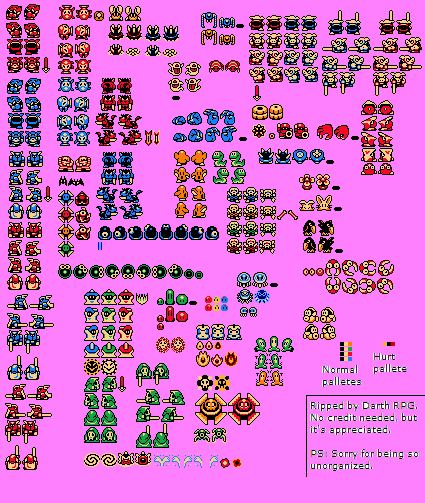 Normal
palletes
Hurt
pallete
Ripped by Darth RPG.
No credit needed, but
it's appreciated.
PS: Sorry for being so
unorganized.